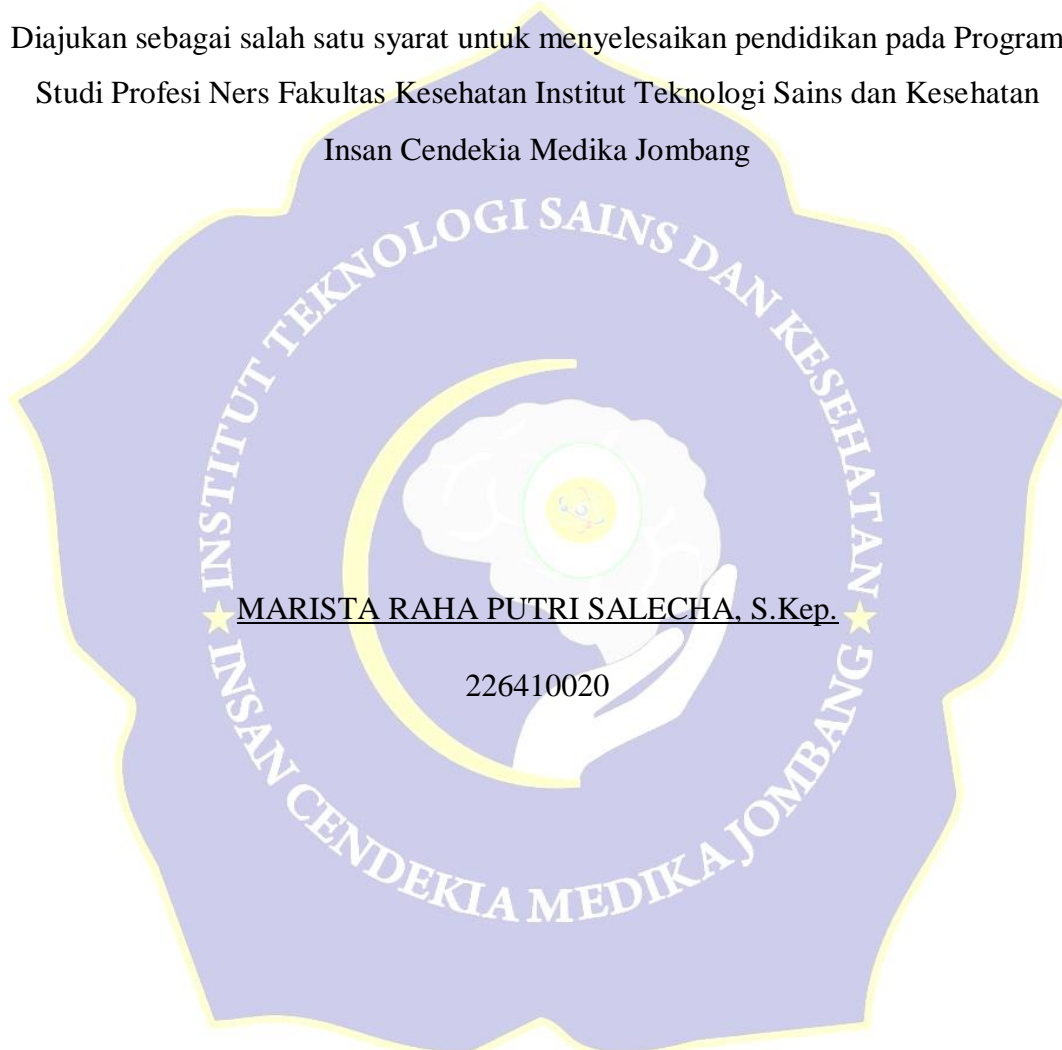 Diajukan sebagai salah satu syarat untuk menyelesaikan pendidikan pada Program
Studi Profesi Ners Fakultas Kesehatan Institut Teknologi Sains dan Kesehatan
Insan Cendekia Medika Jombang
INSTITUT TEKNOLOGI SAINS DAN KESEHATAN
MARISTA RAHA PUTRI SALECHA, S.Kep.
226410020
INSAN CENDEKIA MEDIKA JOMBANG